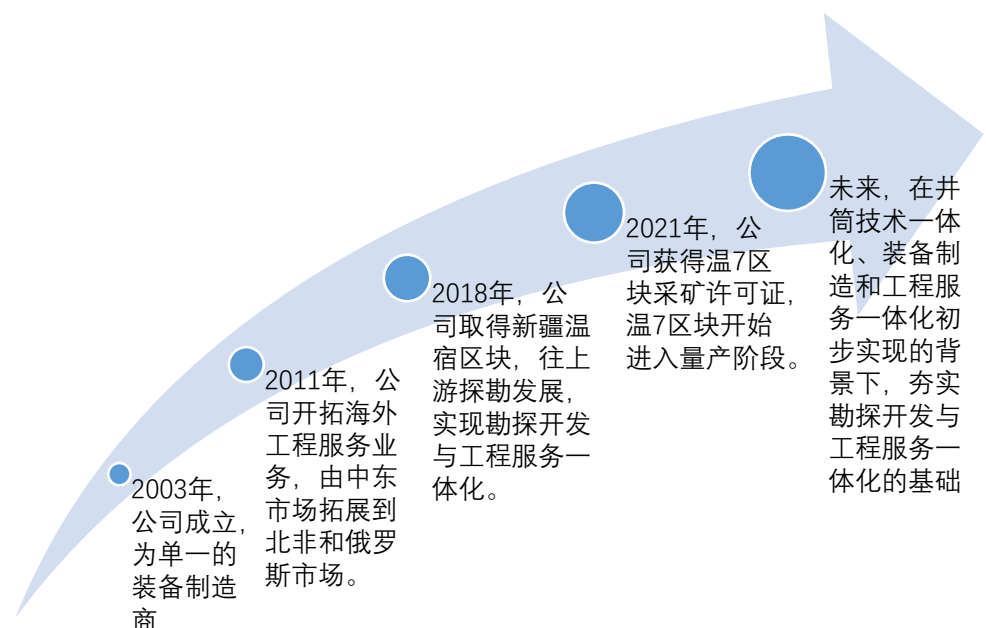 2003年，
公司成立，
为单一的
装备制造
商
2011年，公
司开拓海外
工程服务业
务，由中东
市场拓展到
北非和俄罗
斯市场。
2018年，公
司取得新疆温
宿区块，往上
游探勘发展，
实现勘探开发
与工程服务一
体化。
2021年，公
司获得温7区
块采矿许可证，
温7区块开始
进入量产阶段。
未来，在井
筒技术一体
化、装备制
造和工程服
务一体化初
步实现的背
景下，夯实
勘探开发与
工程服务一
体化的基础